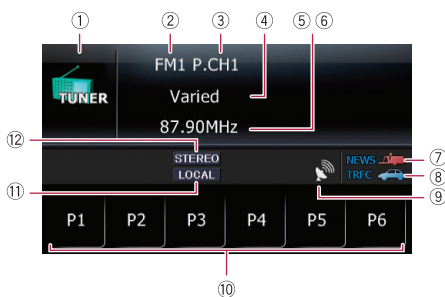 ① ② ③ ④ ⑤ ⑥
FM1 P.CH1
TUNER
Varied
87.90MHz
⑫
STEREO
NEWS ⑦
LOCAL
TRFC ⑧
⑪ ⑨
P1 P2 P3 P4 P5 P6
⑩